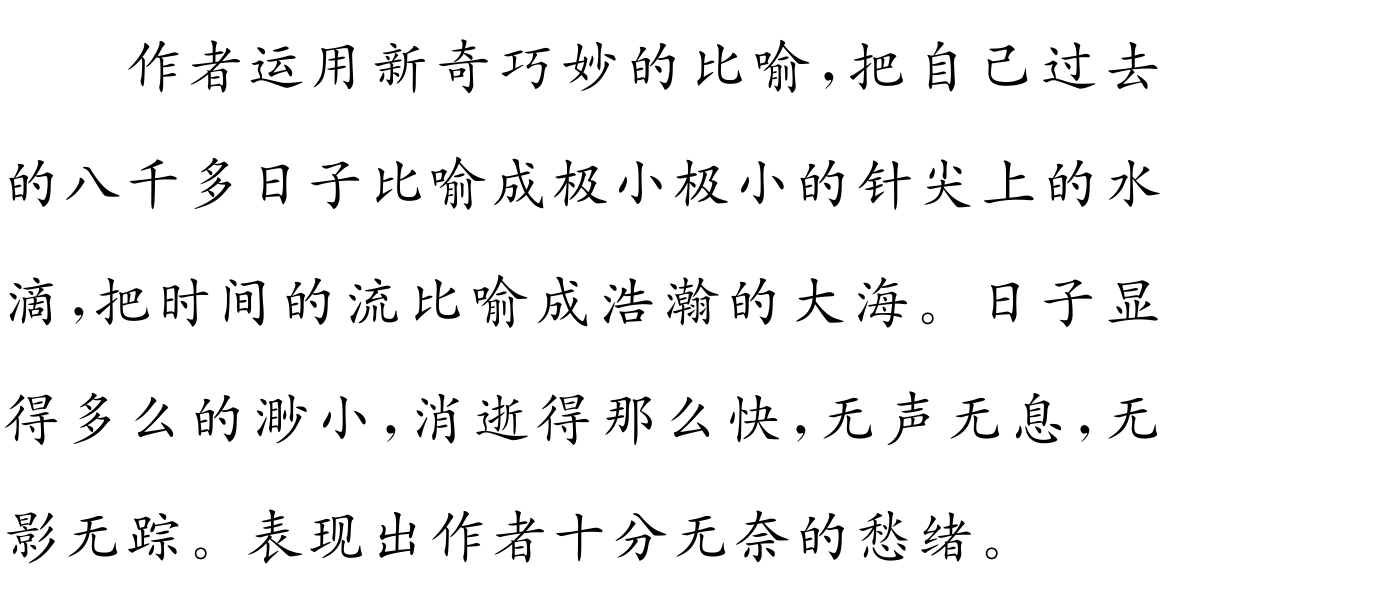 作者运用新奇巧妙的比喻,把自己过去
的八千多日子比喻成极小极小的针尖上的水
滴,把时间的流比喻成浩瀚的大海。日子显
得多么的渺小,消逝得那么快,无声无息,无
影无踪。表现出作者十分无奈的愁绪。